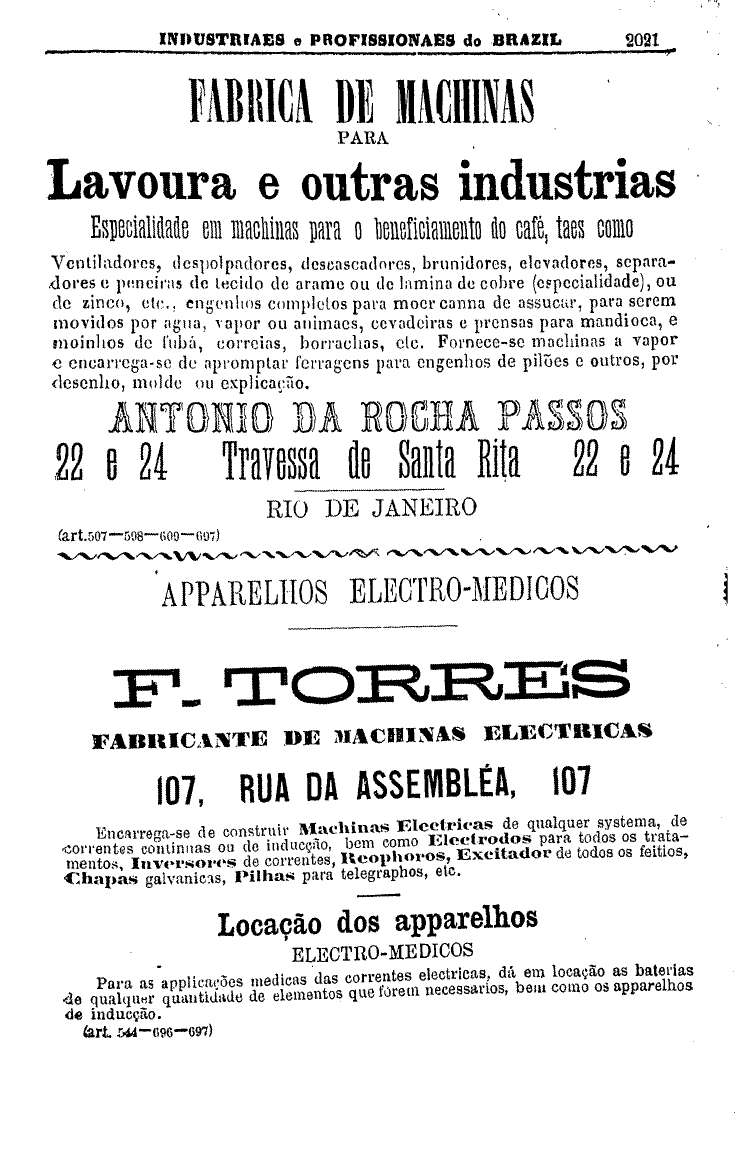 INDUSTRIAES e PROFISSIONAES do BRAZIL 2021
FABRICA DE MACHINAS
PARA
Lavoura e outras industrias
Especialidade em machinas para o beneficiamento do café, taes como
Ventiladores, despolpadores, descascadores, brunidores, elevadores, separa-
dores e peneiras de tecido de arame ou de lamina de cobre (especialidade), ou
de zinco, etc., engenhos completos para moer canna de assucar, para serem
movidos por agua, vapor ou animaes, cevadeiras e prensas para mandioca, e
moinhos de fubá, correias, borrachas, etc. Fornece-se machinas a vapor
e encarrega-se de apromptar ferragens para engenhos de pilões e outros, por
desenho, molde ou explicação.
ANTONIO DA ROCHA PASSOS
22 e 24 Travessa de Santa Rita 22 e 24
RIO DE JANEIRO
(art.507—598—609—697)
APPARELHOS ELECTRO-MEDICOS
F. TORRES
FABRICANTE DE MACHINAS ELECTRICAS
107, RUA DA ASSEMBLÉA, 107
Encarrega-se de construir Machinas Electricas de qualquer systema, de
correntes continuas ou de inducção, bem como Electrodos para todos os trata-
mentos, Inversores de correntes, Reophoros, Excitador de todos os feitios,
Chapas galvanicas, Pilhas para telegraphos, etc.
Locação dos apparelhos
ELECTRO-MEDICOS
Para as applicações medicas das correntes electricas, dá em locação as baterias
de qualquer quantidade de elementos que fôrem necessarios, bem como os apparelhos
de inducção.
(art. 544—696—697)